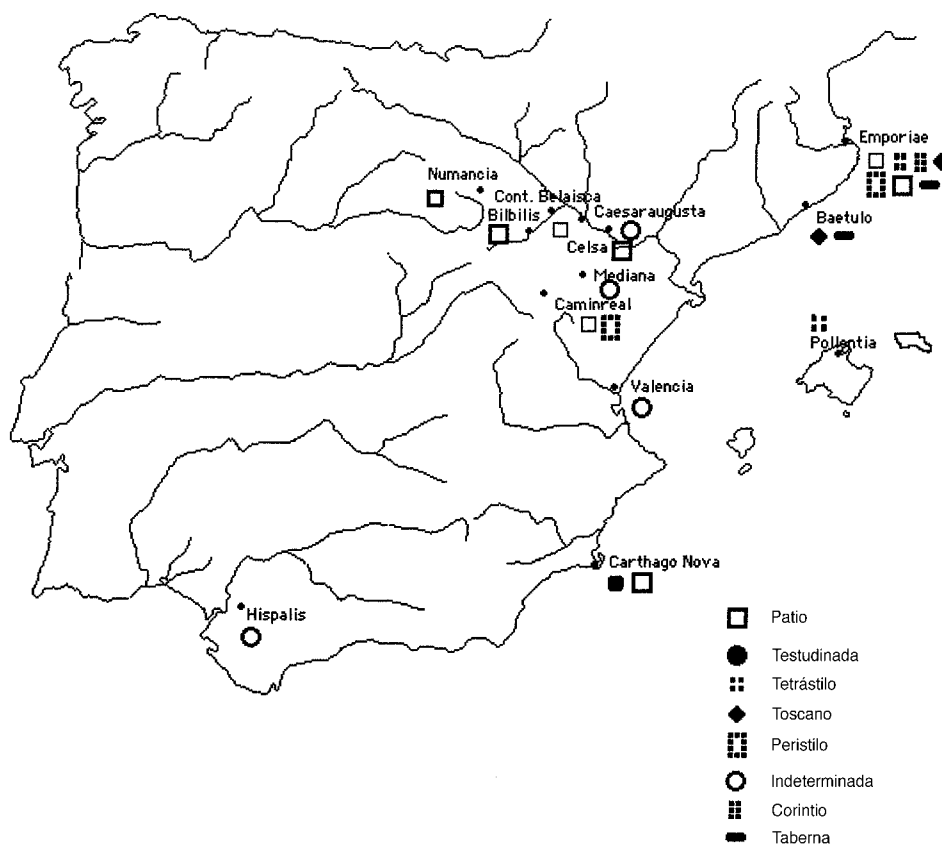 Emporiae
Numancia
Cont. Belaisca
Bilbilis
Caesaraugusta
Baetulo
Celsa
Mediana
Caminreal
Pollentia
Valencia
Carthago Nova
Hispalis
Patio
Testudinada
Tetrástilo
Toscano
Peristilo
Indeterminada
Corintio
Taberna